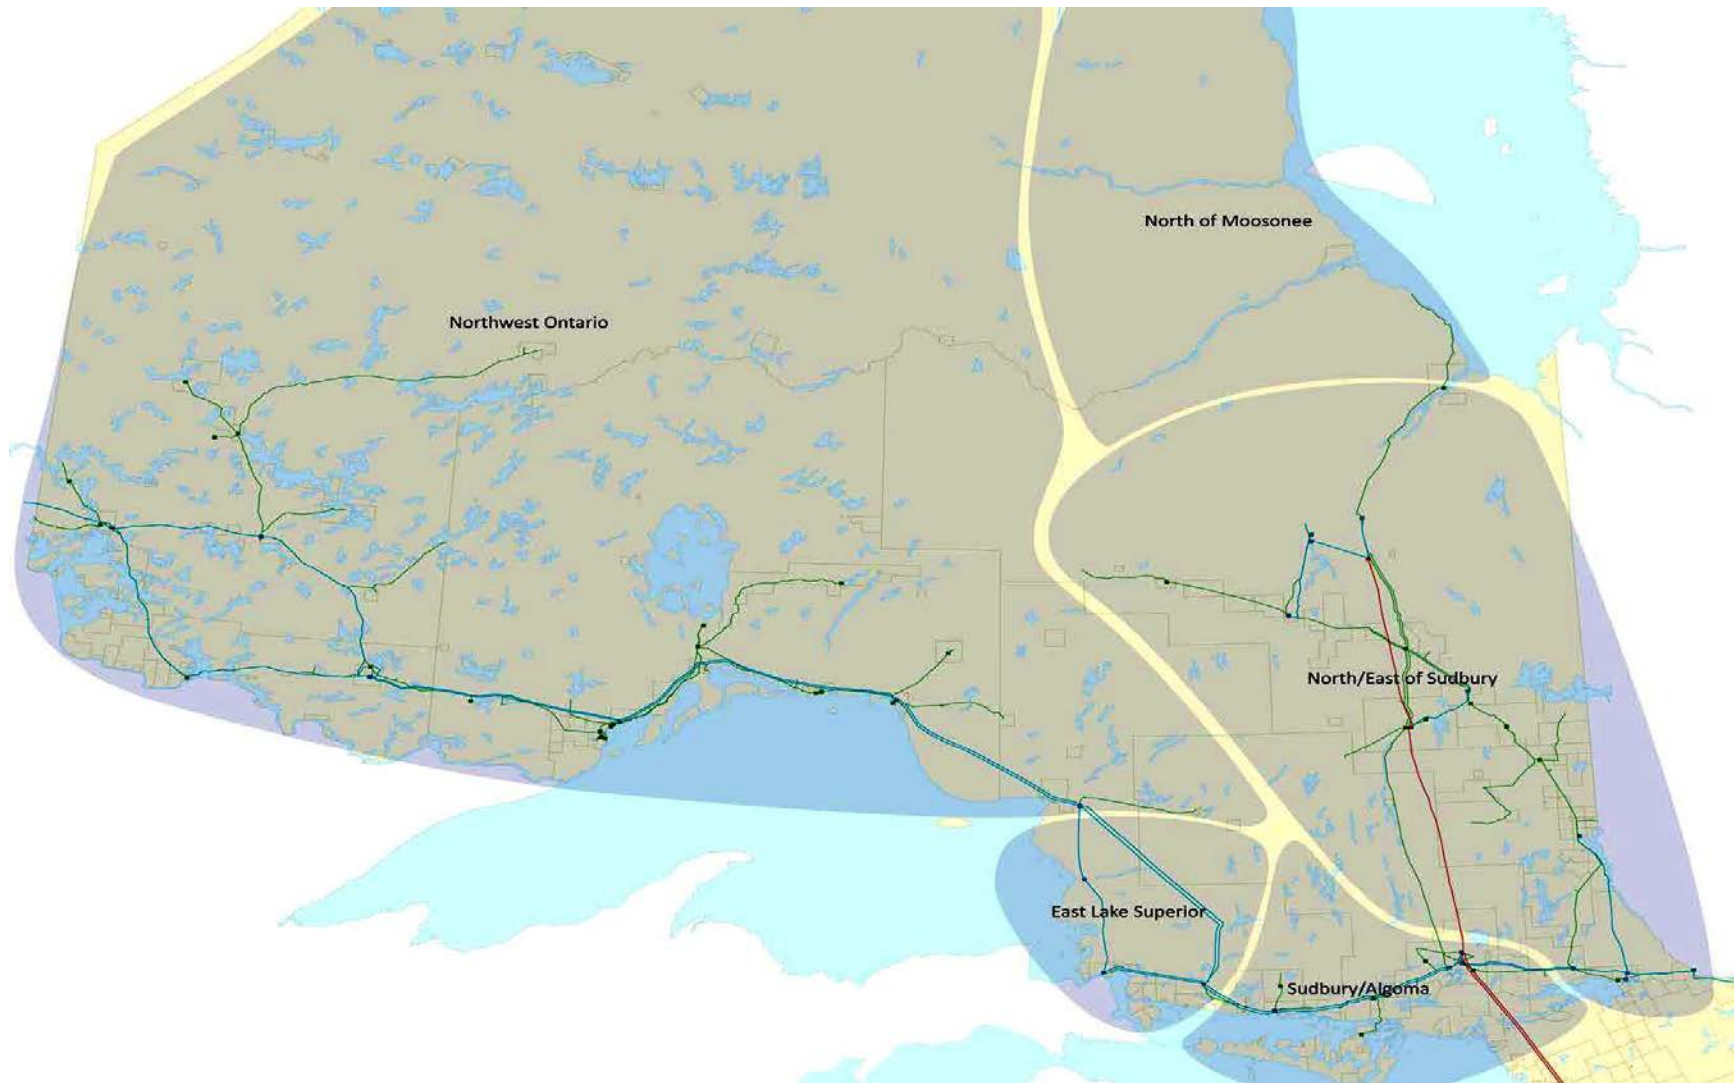 North of Moosonee
Northwest Ontario
North/East of Sudbury
East Lake Superior
Sudbury/Algoma